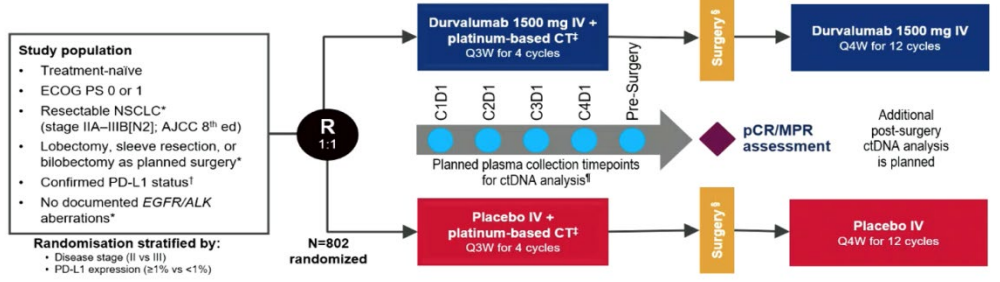 Study population
• Treatment-naïve
• ECOG PS 0 or 1
• Resectable NSCLC*
(stage IIA–IIIB[N2]; AJCC 8th ed)
• Lobectomy, sleeve resection, or
bilobectomy as planned surgery*
• Confirmed PD-L1 status†
• No documented EGFR/ALK
aberrations*
Randomisation stratified by:
• Disease stage (II vs III)
• PD-L1 expression (≥1% vs <1%)
R
1:1
N=802
randomized
Durvalumab 1500 mg IV +
platinum-based CT‡
Q3W for 4 cycles
Surgery§
Durvalumab 1500 mg IV
Q4W for 12 cycles
C1D1
C2D1
C3D1
C4D1
Pre-Surgery
Planned plasma collection timepoints
for ctDNA analysis¶
pCR/MPR
assessment
Additional
post-surgery
ctDNA analysis
is planned
Placebo IV +
platinum-based CT‡
Q3W for 4 cycles
Surgery§
Placebo IV
Q4W for 12 cycles